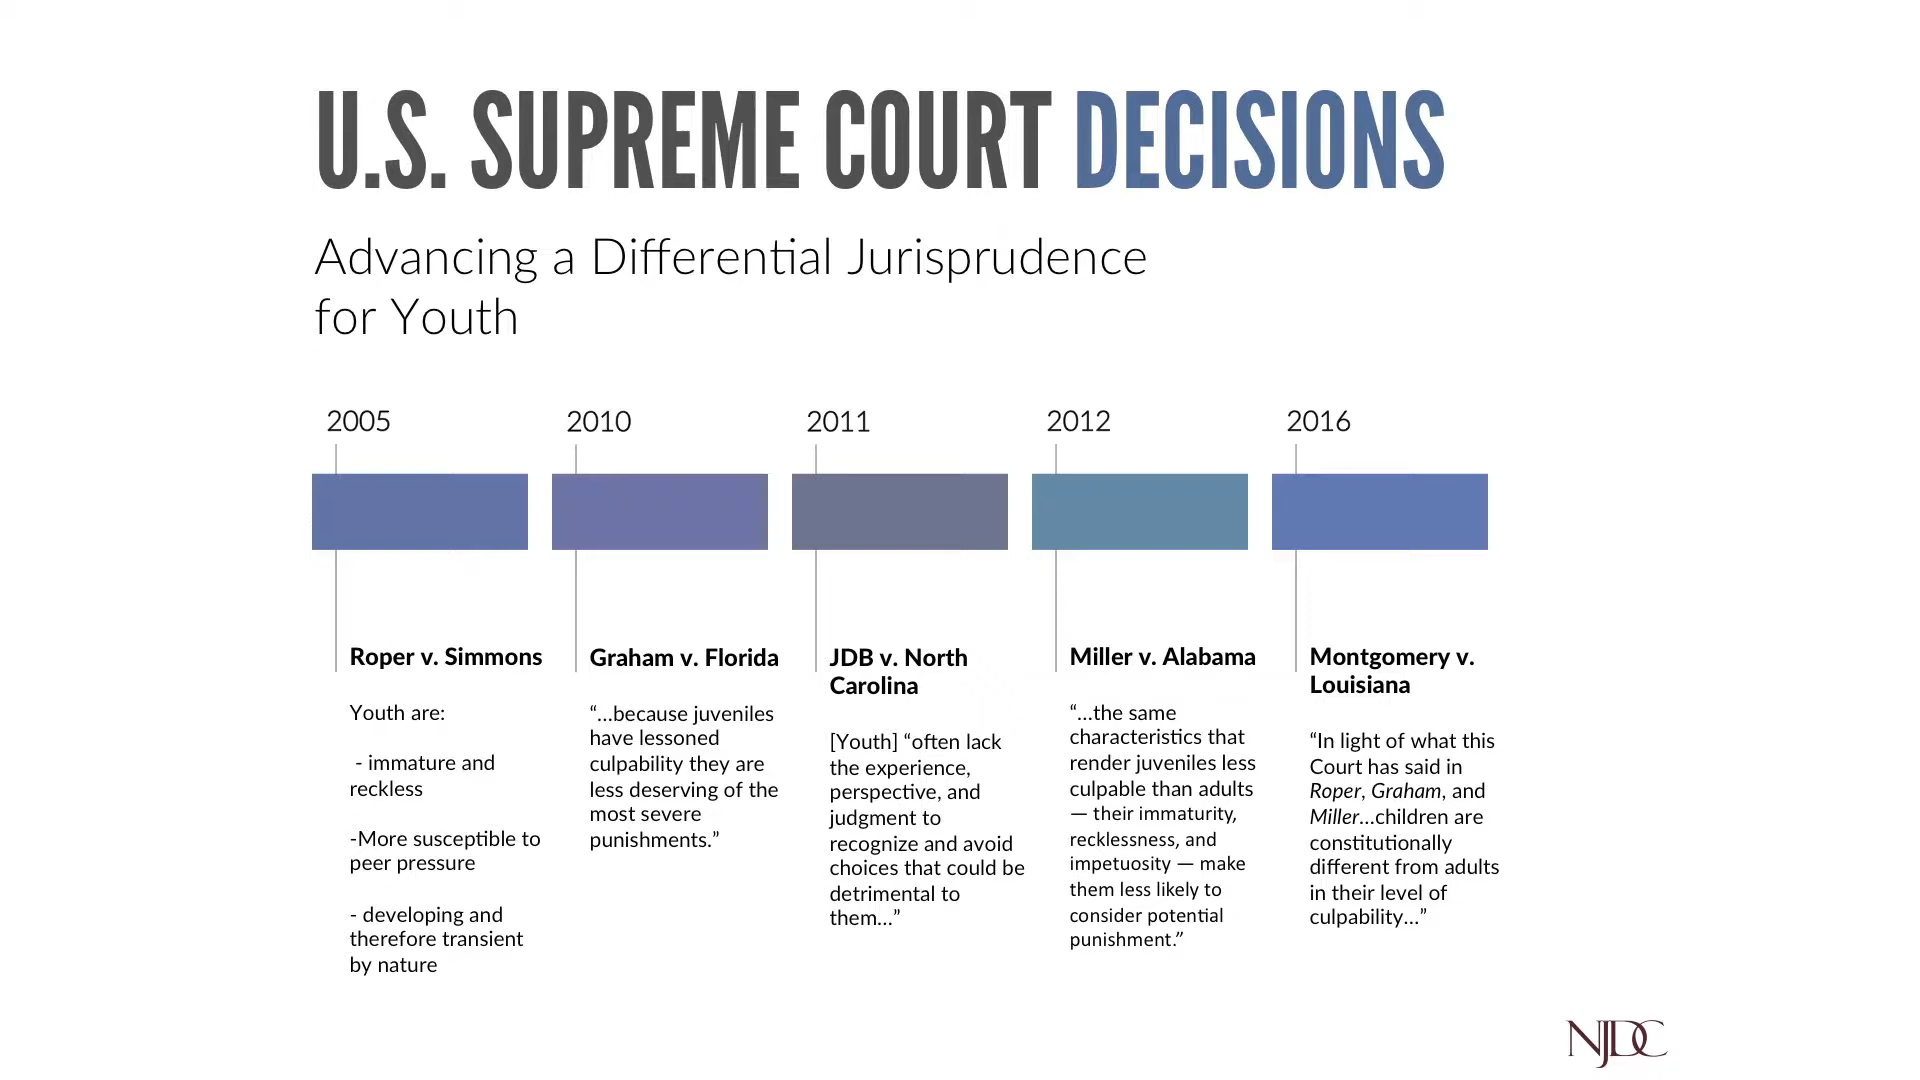 U.S. SUPREME COURT DECISIONS
Advancing a Differential Jurisprudence
for Youth
2005
Roper v. Simmons
Youth are:
- immature and
reckless
-More susceptible to
peer pressure
- developing and
therefore transient
by nature
2010
Graham v. Florida
“…because juveniles
have lessoned
culpability they are
less deserving of the
most severe
punishments.”
2011
JDB v. North
Carolina
[Youth] “often lack
the experience,
perspective, and
judgment to
recognize and avoid
choices that could be
detrimental to
them…”
2012
Miller v. Alabama
“…the same
characteristics that
render juveniles less
culpable than adults
— their immaturity,
recklessness, and
impetuosity — make
them less likely to
consider potential
punishment.”
2016
Montgomery v.
Louisiana
“In light of what this
Court has said in
Roper, Graham, and
Miller…children are
constitutionally
different from adults
in their level of
culpability…”
NJDC